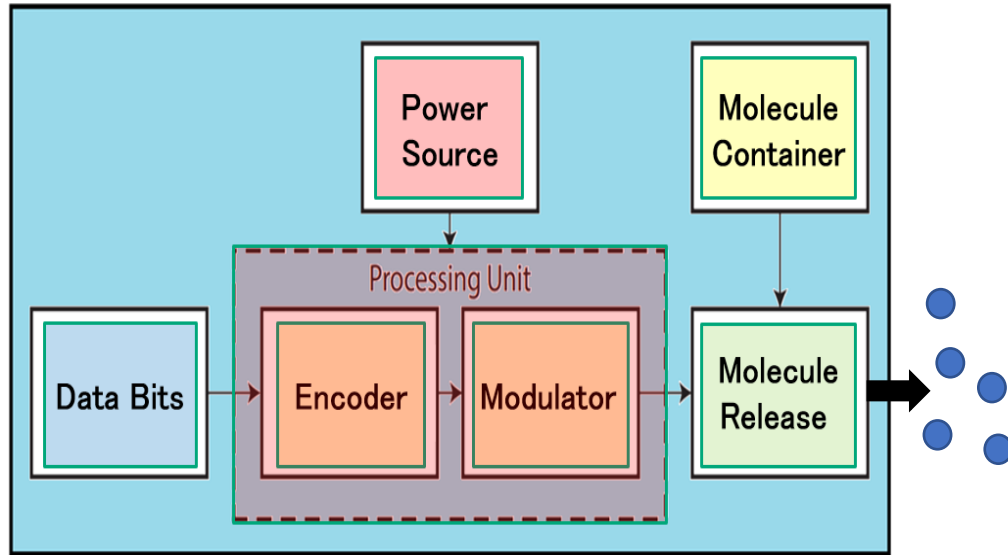 Power
Source
Molecule
Container
Processing Unit
Data Bits
Encoder
Modulator
Molecule
Release